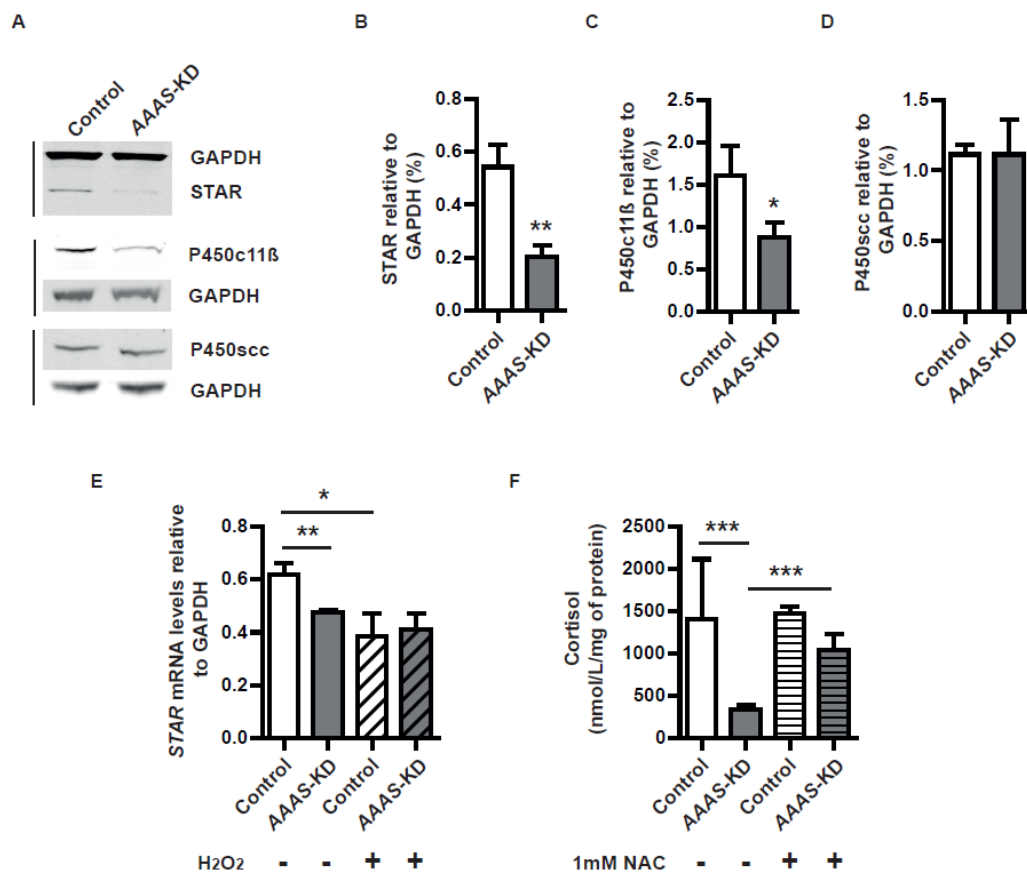 A
Control
AAAS-KD
GAPDH
STAR
P450c11ß
GAPDH
P450scc
GAPDH
B
STAR relative to
GAPDH (%)
0.8
0.6
0.4
0.2
0.0
**
Control
AAAS-KD
C
P450c11ß relative to
GAPDH (%)
2.5
2.0
1.5
1.0
0.5
0.0
*
Control
AAAS-KD
D
P450scc relative to
GAPDH (%)
1.5
1.0
0.5
0.0
Control
AAAS-KD
E
STAR mRNA levels relative
to GAPDH
0.8
0.6
0.4
0.2
0.0
*
**
Control
AAAS-KD
Control
AAAS-KD
H2O2 - - + +
F
Cortisol
(nmol/L/mg of protein)
2500
2000
1500
1000
500
0
***
***
Control
AAAS-KD
Control
AAAS-KD
1mM NAC - - + +